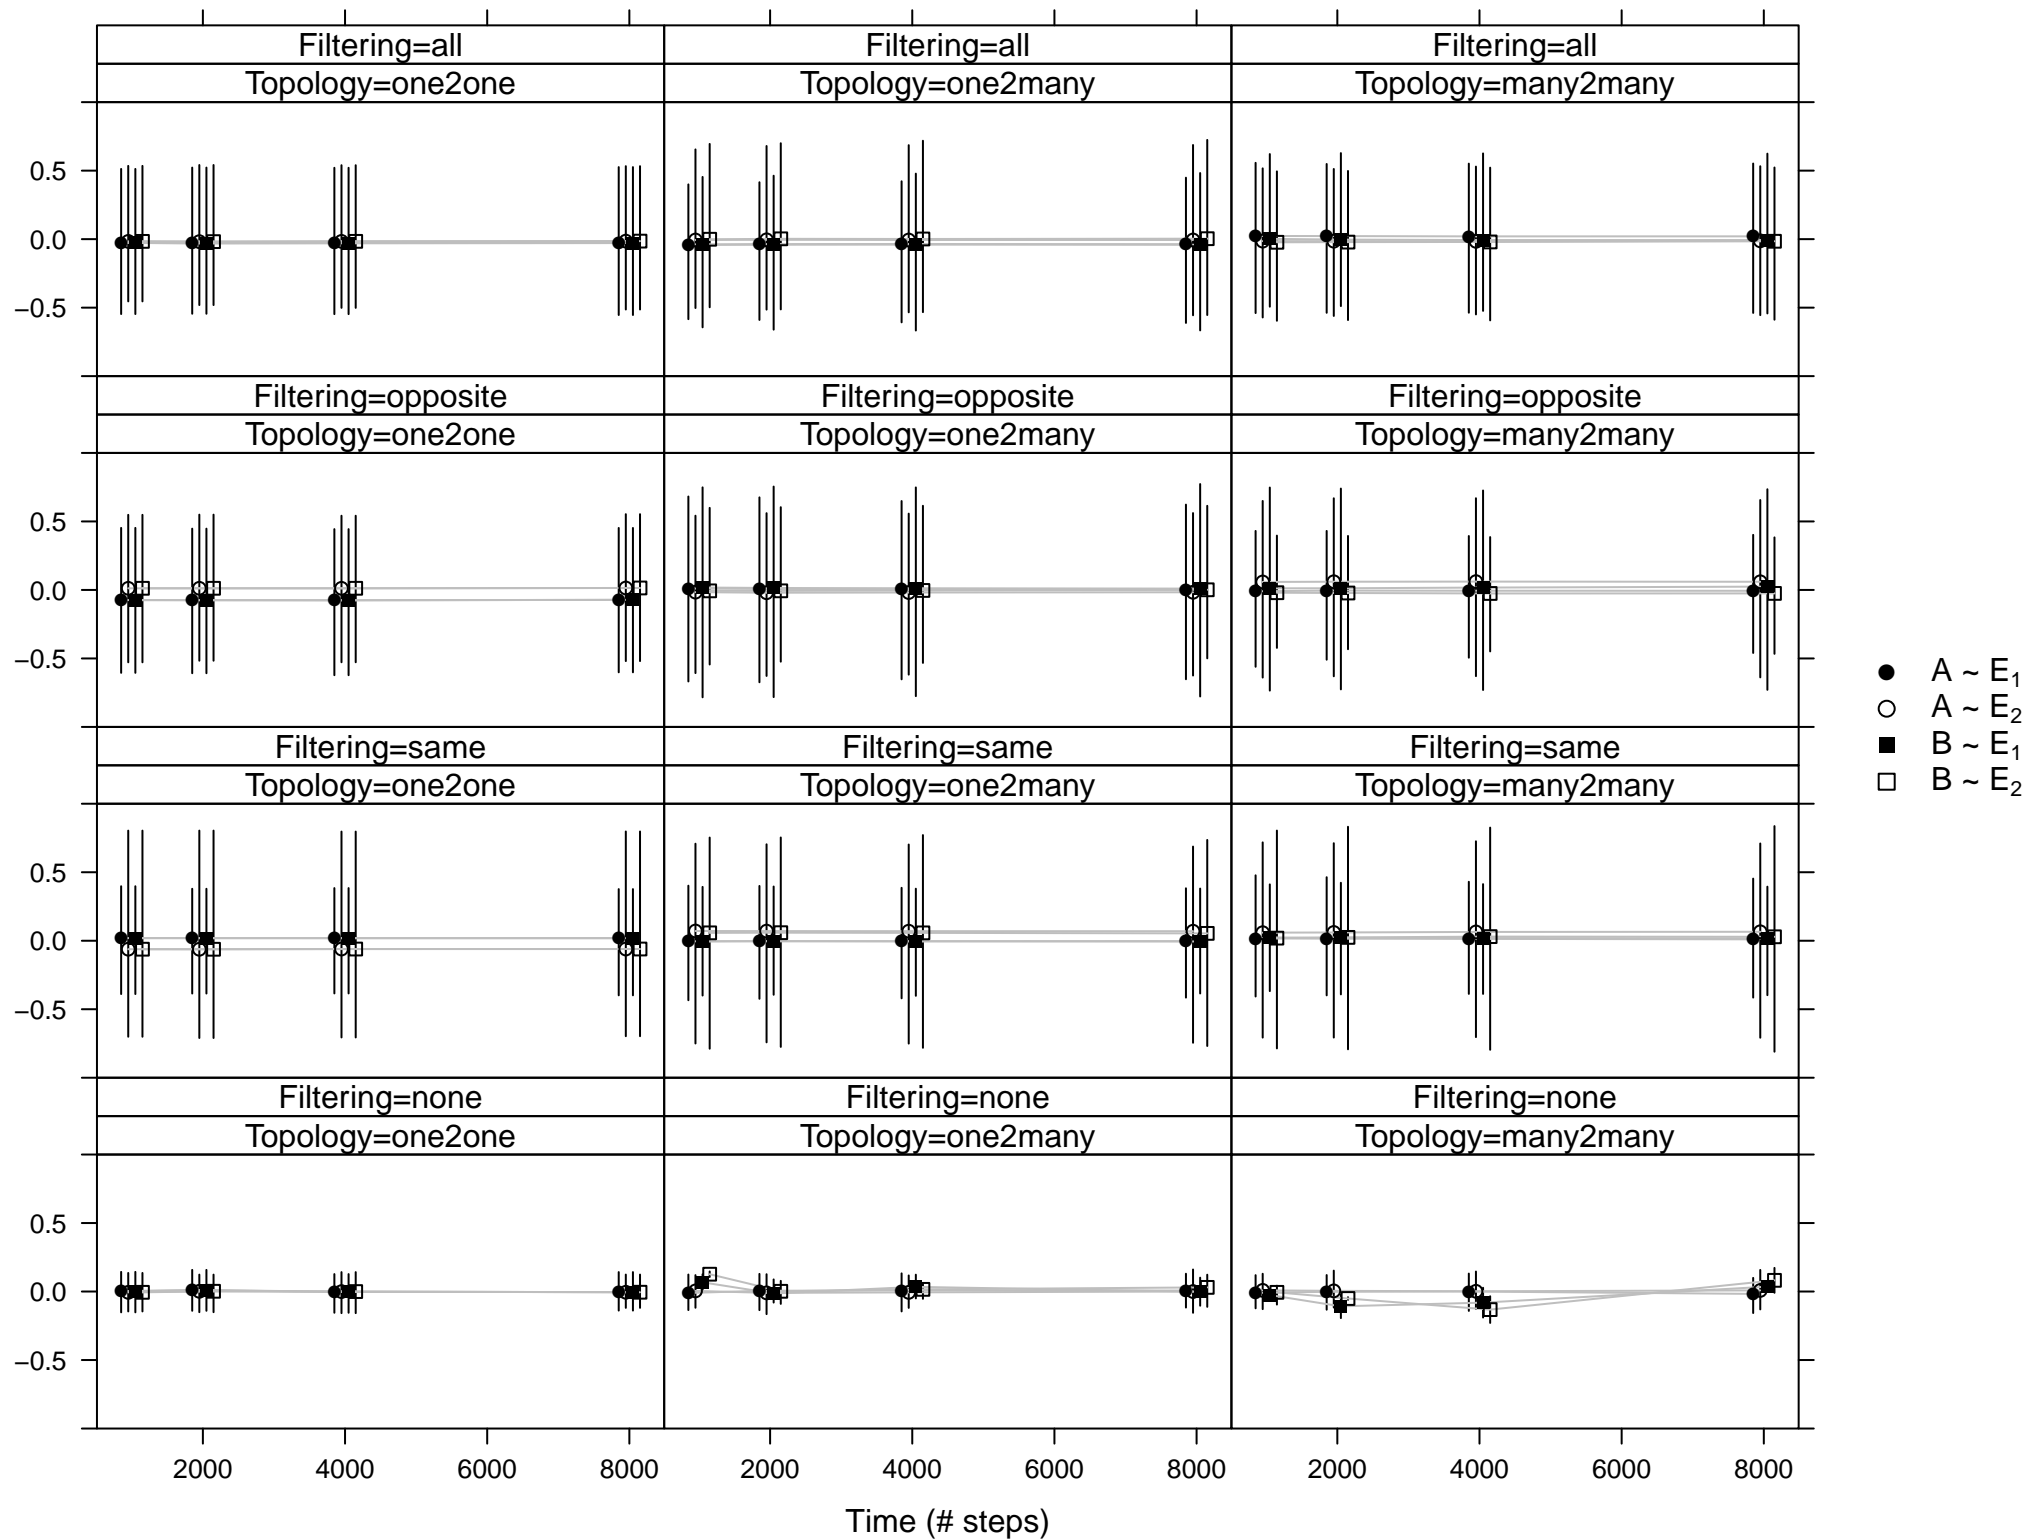 Filtering=all Filtering=all Filtering=all
Topology=one2one Topology=one2many Topology=many2many
0.5
0.0
−0.5
Filtering=opposite Filtering=opposite Filtering=opposite
Topology=one2one Topology=one2many Topology=many2many
0.5
0.0
−0.5
Filtering=same Filtering=same Filtering=same
Topology=one2one Topology=one2many Topology=many2many
0.5
0.0
−0.5
Filtering=none Filtering=none Filtering=none
Topology=one2one Topology=one2many Topology=many2many
0.5
0.0
−0.5
2000 4000 6000 8000 2000 4000 6000 8000 2000 4000 6000 8000
Time (# steps)
A ~ E₁
A ~ E₂
B ~ E₁
B ~ E₂